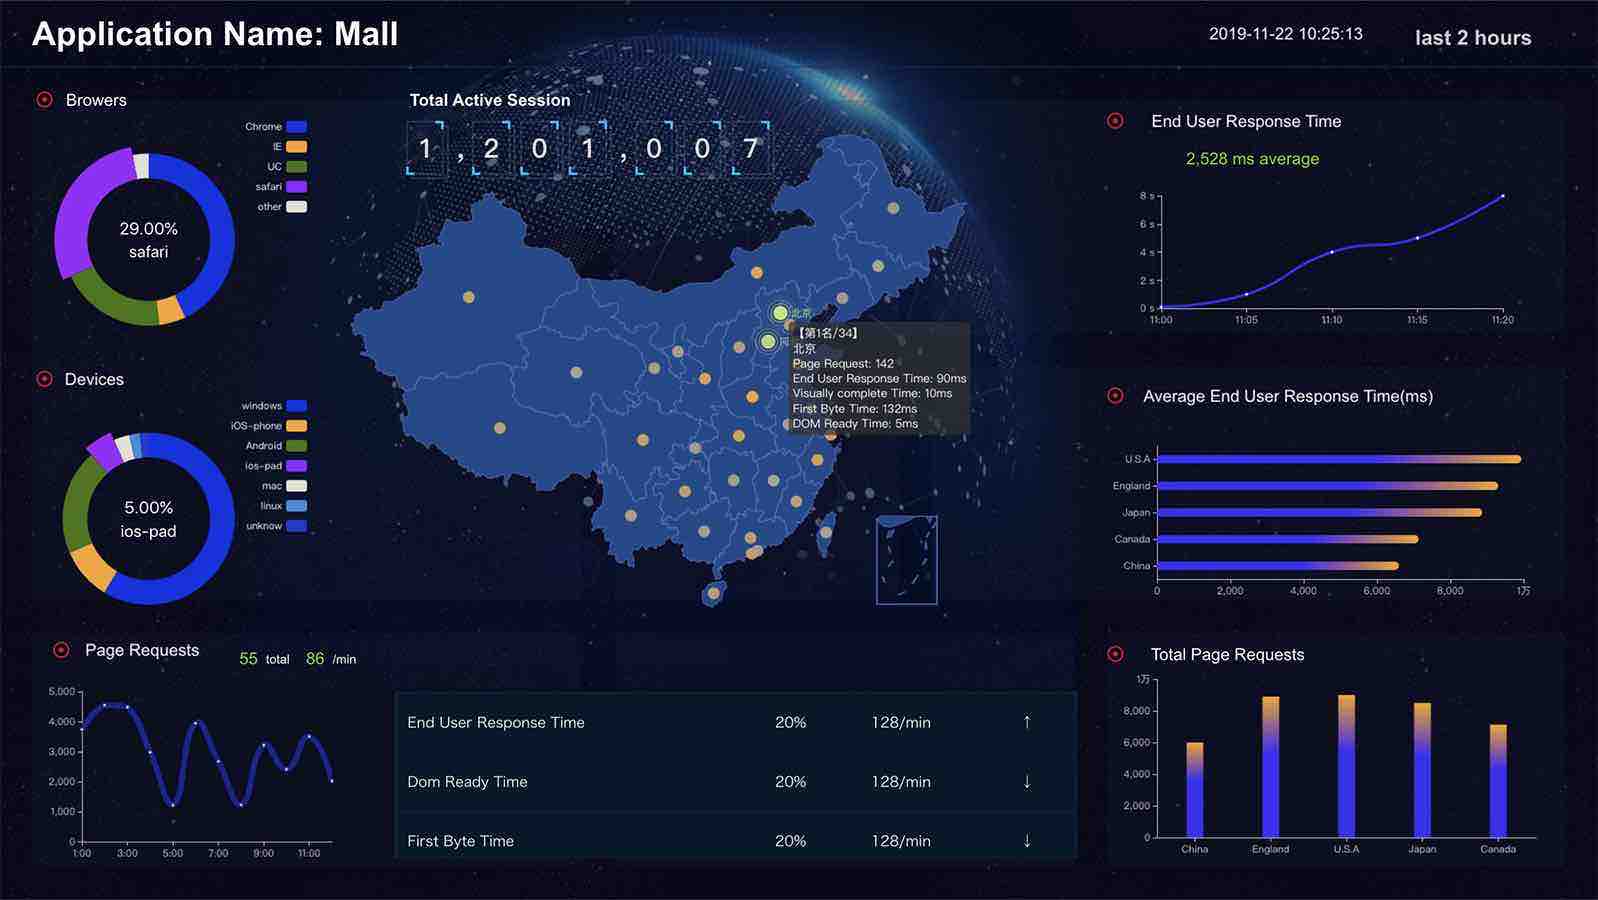 Application Name: Mall
2019-11-22 10:25:13
last 2 hours
Browers
Chrome
IE
UC
safari
other
29.00%
safari
Total Active Session
1,201,007
End User Response Time
2,528 ms average
8 s
6 s
4 s
2 s
0 s
11:00
11:05
11:10
11:15
11:20
北京
【第1名/34】
北京
Page Request: 142
End User Response Time: 90ms
Visually complete Time: 10ms
First Byte Time: 132ms
DOM Ready Time: 5ms
Devices
windows
iOS-phone
Android
ios-pad
mac
linux
unknow
5.00%
ios-pad
Average End User Response Time(ms)
U.S.A
England
Japan
Canada
China
0
2,000
4,000
6,000
8,000
1万
Page Requests
55 total 86 /min
5,000
4,000
3,000
2,000
1,000
0
1:00
3:00
5:00
7:00
9:00
11:00
End User Response Time 20% 128/min ↑
Dom Ready Time 20% 128/min ↓
First Byte Time 20% 128/min ↓
Total Page Requests
1万
8,000
6,000
4,000
2,000
0
China
England
U.S.A
Japan
Canada